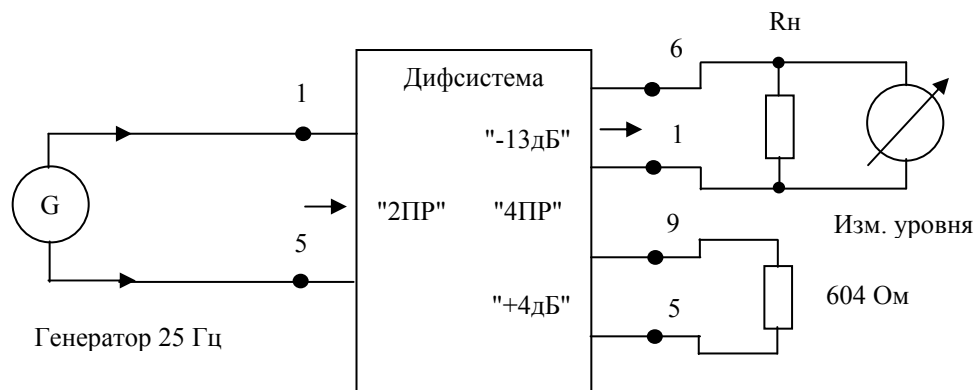 Rн
6
Дифсистема
1
"-13дБ"
1
G
"2ПР"
"4ПР"
Изм. уровня
5
9
604 Ом
"+4дБ"
5
Генератор 25 Гц